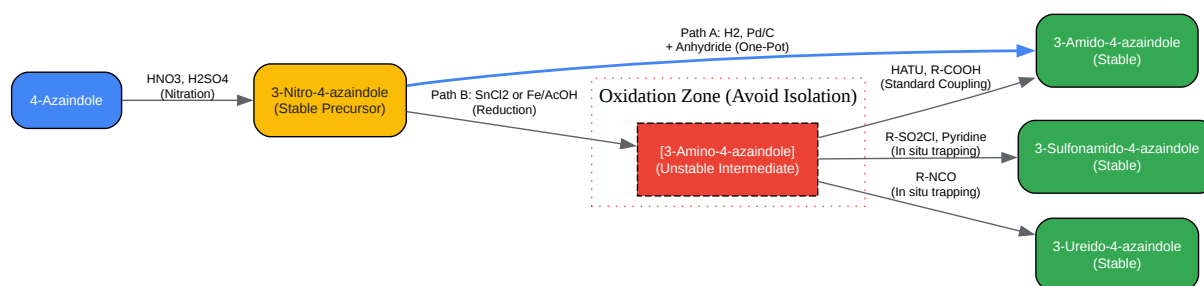 4-Azaindole
HNO3, H2SO4
(Nitration)
3-Nitro-4-azaindole
(Stable Precursor)
Path A: H2, Pd/C
+ Anhydride (One-Pot)
Path B: SnCl2 or Fe/AcOH
(Reduction)
Oxidation Zone (Avoid Isolation)
[3-Amino-4-azaindole]
(Unstable Intermediate)
HATU, R-COOH
(Standard Coupling)
R-SO2Cl, Pyridine
(In situ trapping)
R-NCO
(In situ trapping)
3-Amido-4-azaindole
(Stable)
3-Sulfonamido-4-azaindole
(Stable)
3-Ureido-4-azaindole
(Stable)